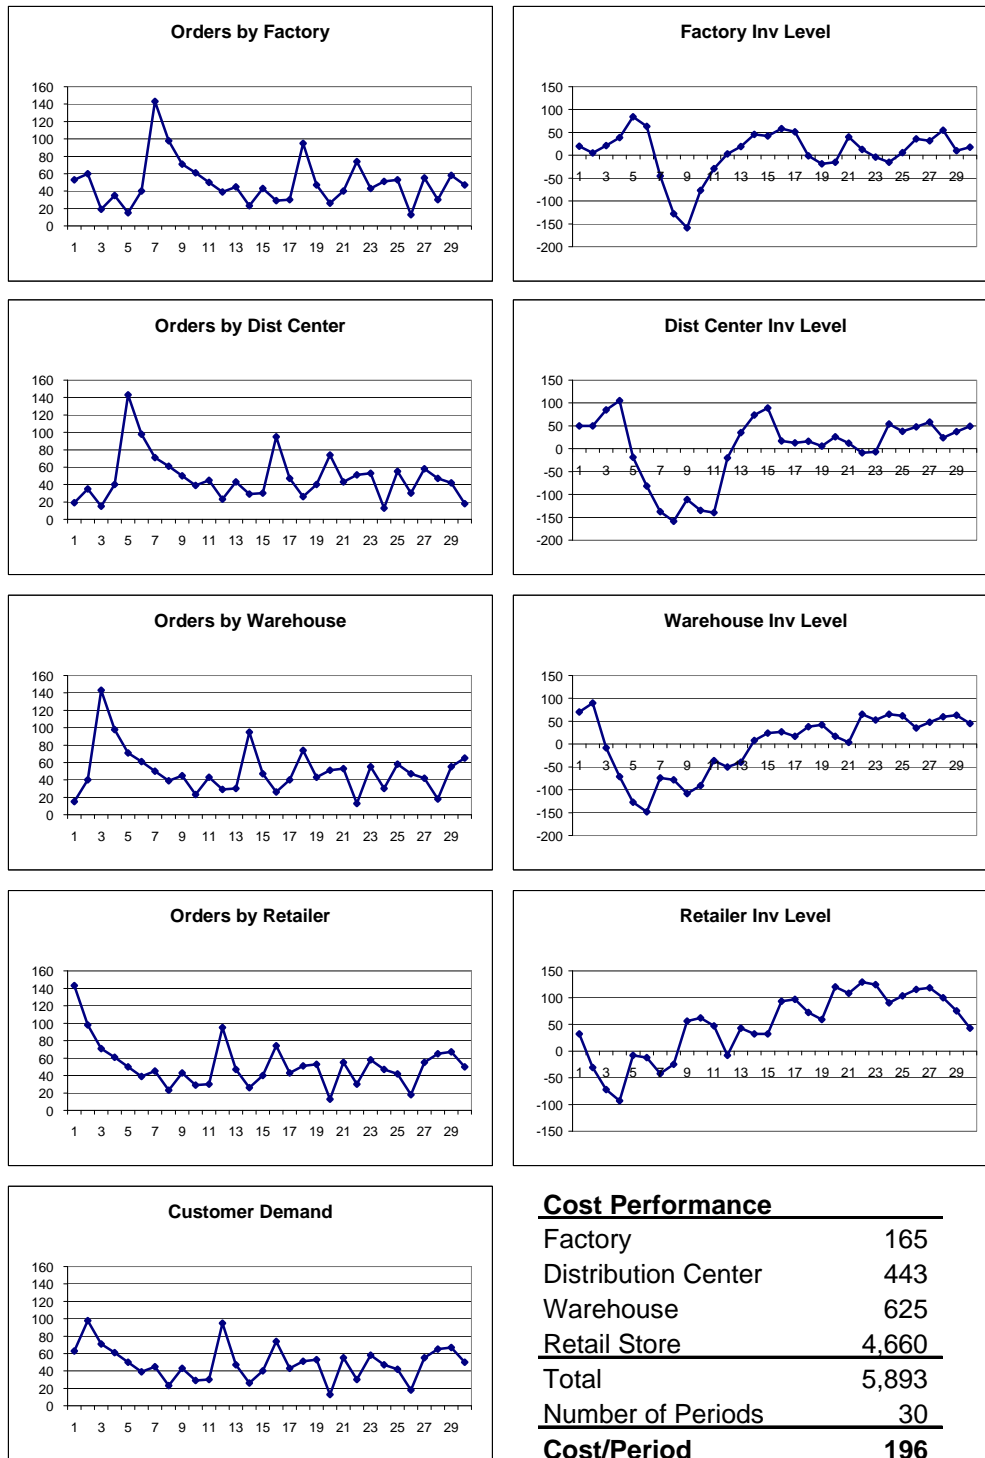 Orders by Factory
160
140
120
100
80
60
40
20
0
1 3 5 7 9 11 13 15 17 19 21 23 25 27 29
Factory Inv Level
150
100
50
0
-50
-100
-150
-200
1 3 5 7 9 11 13 15 17 19 21 23 25 27 29
Orders by Dist Center
160
140
120
100
80
60
40
20
0
1 3 5 7 9 11 13 15 17 19 21 23 25 27 29
Dist Center Inv Level
150
100
50
0
-50
-100
-150
-200
1 3 5 7 9 11 13 15 17 19 21 23 25 27 29
Orders by Warehouse
160
140
120
100
80
60
40
20
0
1 3 5 7 9 11 13 15 17 19 21 23 25 27 29
Warehouse Inv Level
150
100
50
0
-50
-100
-150
-200
1 3 5 7 9 11 13 15 17 19 21 23 25 27 29
Orders by Retailer
160
140
120
100
80
60
40
20
0
1 3 5 7 9 11 13 15 17 19 21 23 25 27 29
Retailer Inv Level
150
100
50
0
-50
-100
-150
1 3 5 7 9 11 13 15 17 19 21 23 25 27 29
Customer Demand
160
140
120
100
80
60
40
20
0
1 3 5 7 9 11 13 15 17 19 21 23 25 27 29
Cost Performance
Factory 165
Distribution Center 443
Warehouse 625
Retail Store 4,660
Total 5,893
Number of Periods 30
Cost/Period 196